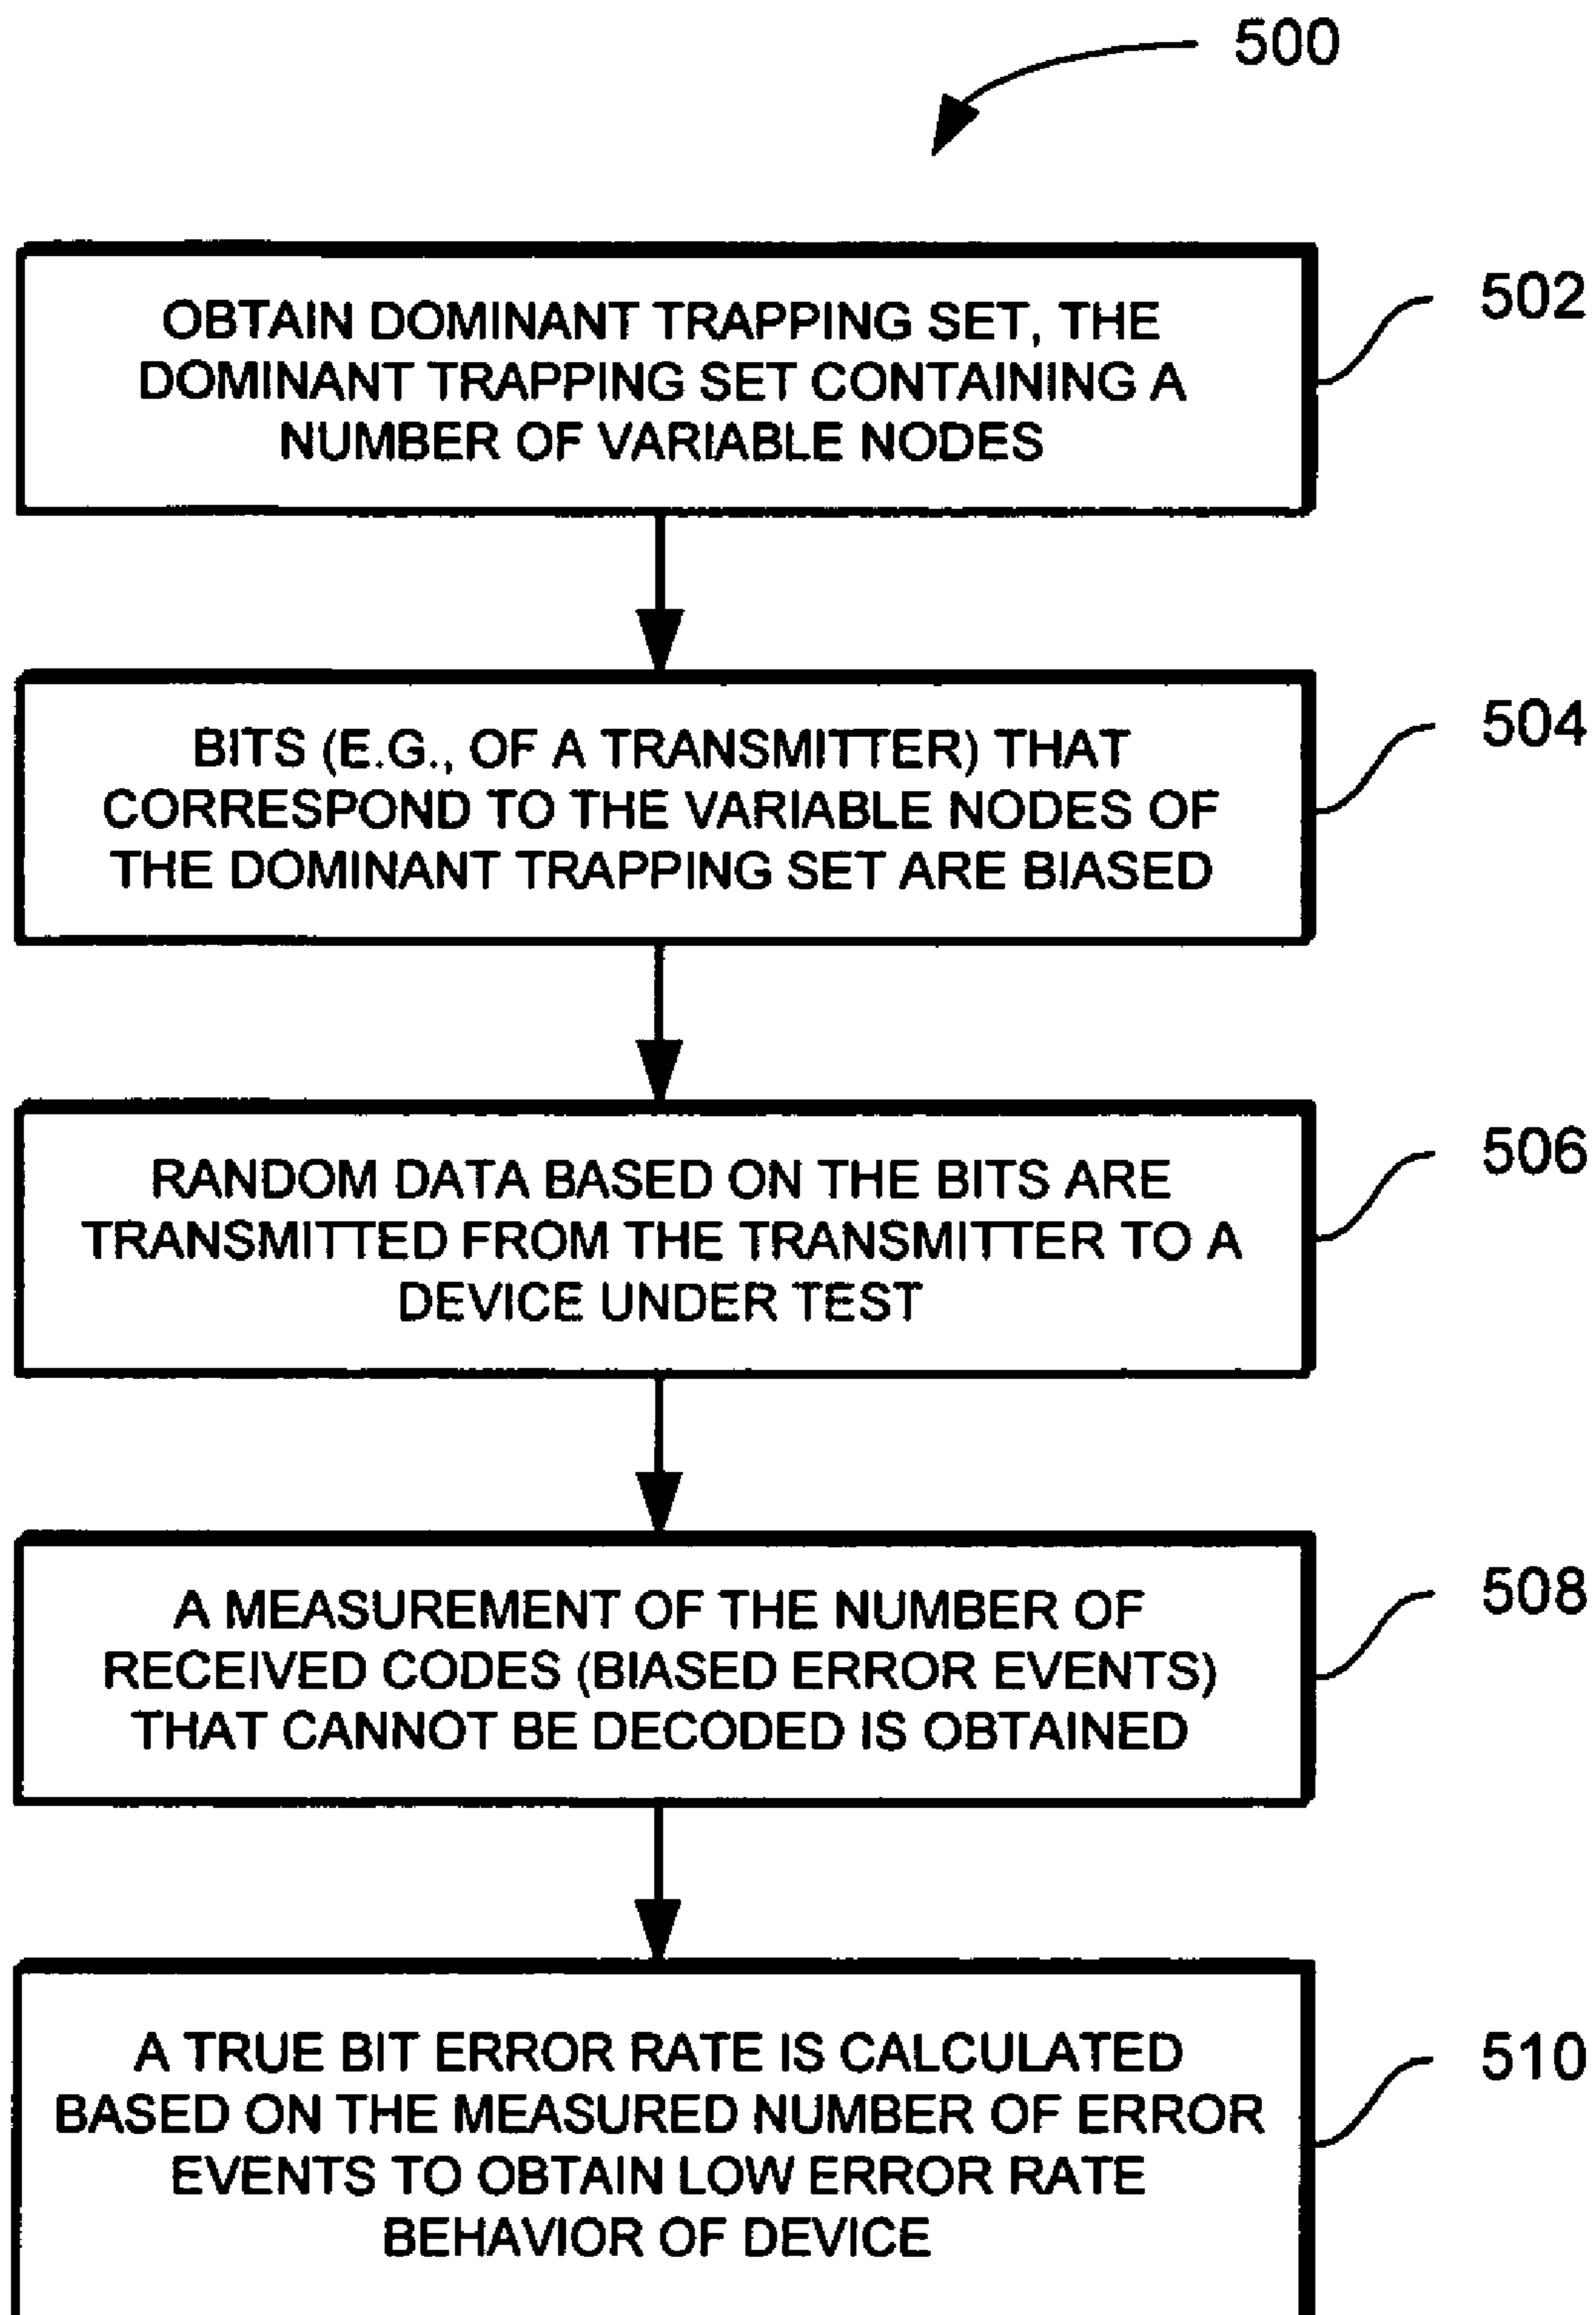 500
OBTAIN DOMINANT TRAPPING SET, THE
DOMINANT TRAPPING SET CONTAINING A
NUMBER OF VARIABLE NODES
502
BITS (E.G., OF A TRANSMITTER) THAT
CORRESPOND TO THE VARIABLE NODES OF
THE DOMINANT TRAPPING SET ARE BIASED
504
RANDOM DATA BASED ON THE BITS ARE
TRANSMITTED FROM THE TRANSMITTER TO A
DEVICE UNDER TEST
506
A MEASUREMENT OF THE NUMBER OF
RECEIVED CODES (BIASED ERROR EVENTS)
THAT CANNOT BE DECODED IS OBTAINED
508
A TRUE BIT ERROR RATE IS CALCULATED
BASED ON THE MEASURED NUMBER OF ERROR
EVENTS TO OBTAIN LOW ERROR RATE
BEHAVIOR OF DEVICE
510